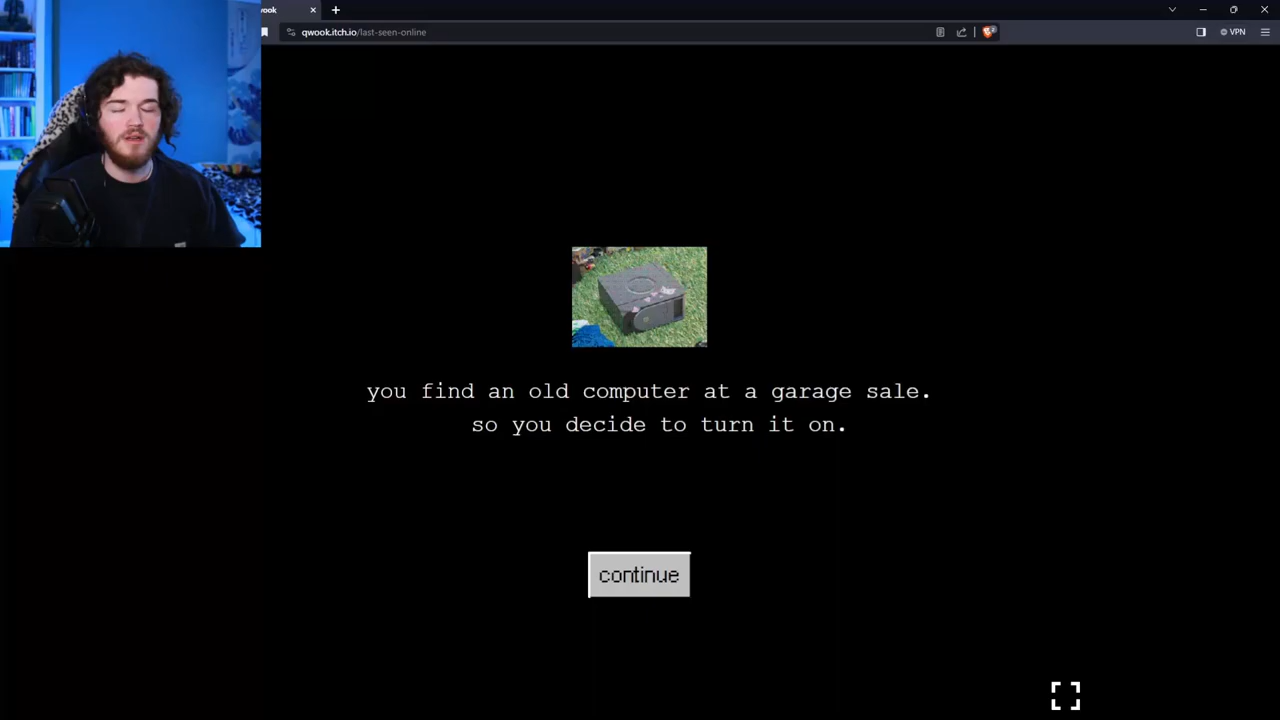 wook
qwook.itch.io/last-seen-online
2
VPN
you find an old computer at a garage sale.
so you decide to turn it on.
continue